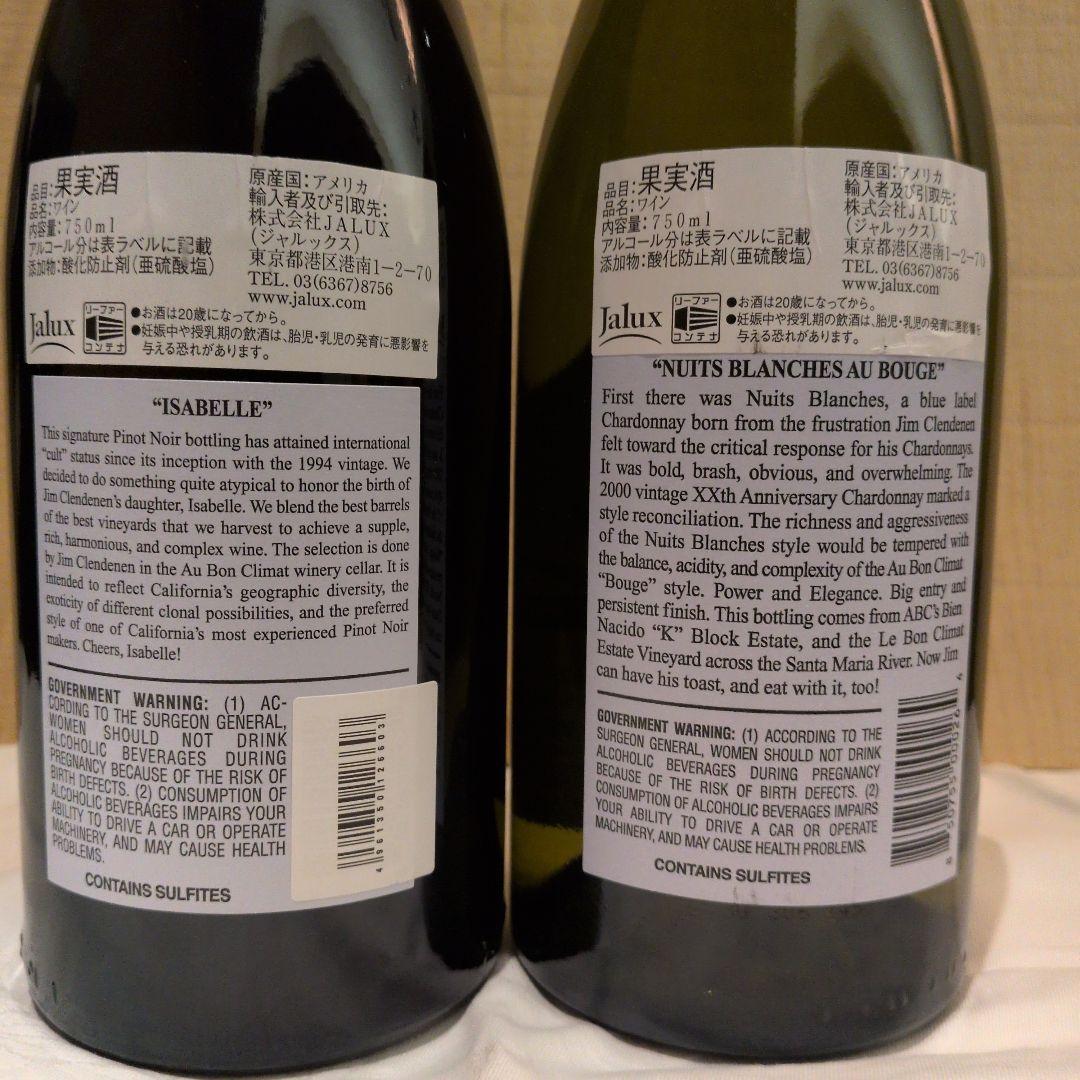 品目:果実酒
品名:ワイン
内容量:750ml
アルコール分は表ラベルに記載
添加物:酸化防止剤(亜硫酸塩)
原産国:アメリカ
輸入者及び引取先:
株式会社JALUX
(ジャルックス)
東京都港区港南1-2-70
TEL. 03(6367)8756
www.jalux.com
Jalux
リーファー
コンテナ
●お酒は20歳になってから。
●妊娠中や授乳期の飲酒は、胎児・乳児の発育に悪影響を
与える恐れがあります。
“ISABELLE”
This signature Pinot Noir bottling has attained international
“cult” status since its inception with the 1994 vintage. We
decided to do something quite atypical to honor the birth of
Jim Clendenen’s daughter, Isabelle. We blend the best barrels
of the best vineyards that we harvest to achieve a supple,
rich, harmonious, and complex wine. The selection is done
by Jim Clendenen in the Au Bon Climat winery cellar. It is
intended to reflect California’s geographic diversity, the
exoticity of different clonal possibilities, and the preferred
style of one of California’s most experienced Pinot Noir
makers. Cheers, Isabelle!
GOVERNMENT WARNING: (1) AC-
CORDING TO THE SURGEON GENERAL,
WOMEN SHOULD NOT DRINK
ALCOHOLIC BEVERAGES DURING
PREGNANCY BECAUSE OF THE RISK OF
BIRTH DEFECTS. (2) CONSUMPTION OF
ALCOHOLIC BEVERAGES IMPAIRS YOUR
ABILITY TO DRIVE A CAR OR OPERATE
MACHINERY, AND MAY CAUSE HEALTH
PROBLEMS.
CONTAINS SULFITES
4961350126603
品目:果実酒
品名:ワイン
内容量:750ml
アルコール分は表ラベルに記載
添加物:酸化防止剤(亜硫酸塩)
原産国:アメリカ
輸入者及び引取先:
株式会社JALUX
(ジャルックス)
東京都港区港南1-2-70
TEL. 03(6367)8756
www.jalux.com
Jalux
リーファー
コンテナ
●お酒は20歳になってから。
●妊娠中や授乳期の飲酒は、胎児・乳児の発育に悪影響を
与える恐れがあります。
“NUITS BLANCHES AU BOUGE”
First there was Nuits Blanches, a blue label
Chardonnay born from the frustration Jim Clendenen
felt toward the critical response for his Chardonnays.
It was bold, brash, obvious, and overwhelming. The
2000 vintage XXth Anniversary Chardonnay marked a
style reconciliation. The richness and aggressiveness
of the Nuits Blanches style would be tempered with
the balance, acidity, and complexity of the Au Bon Climat
“Bouge” style. Power and Elegance. Big entry and
persistent finish. This bottling comes from ABC’s Bien
Nacido “K” Block Estate, and the Le Bon Climat
Estate Vineyard across the Santa Maria River. Now Jim
can have his toast, and eat with it, too!
GOVERNMENT WARNING: (1) ACCORDING TO THE
SURGEON GENERAL, WOMEN SHOULD NOT DRINK
ALCOHOLIC BEVERAGES DURING PREGNANCY
BECAUSE OF THE RISK OF BIRTH DEFECTS. (2)
CONSUMPTION OF ALCOHOLIC BEVERAGES IMPAIRS
YOUR ABILITY TO DRIVE A CAR OR OPERATE
MACHINERY, AND MAY CAUSE HEALTH PROBLEMS.
CONTAINS SULFITES